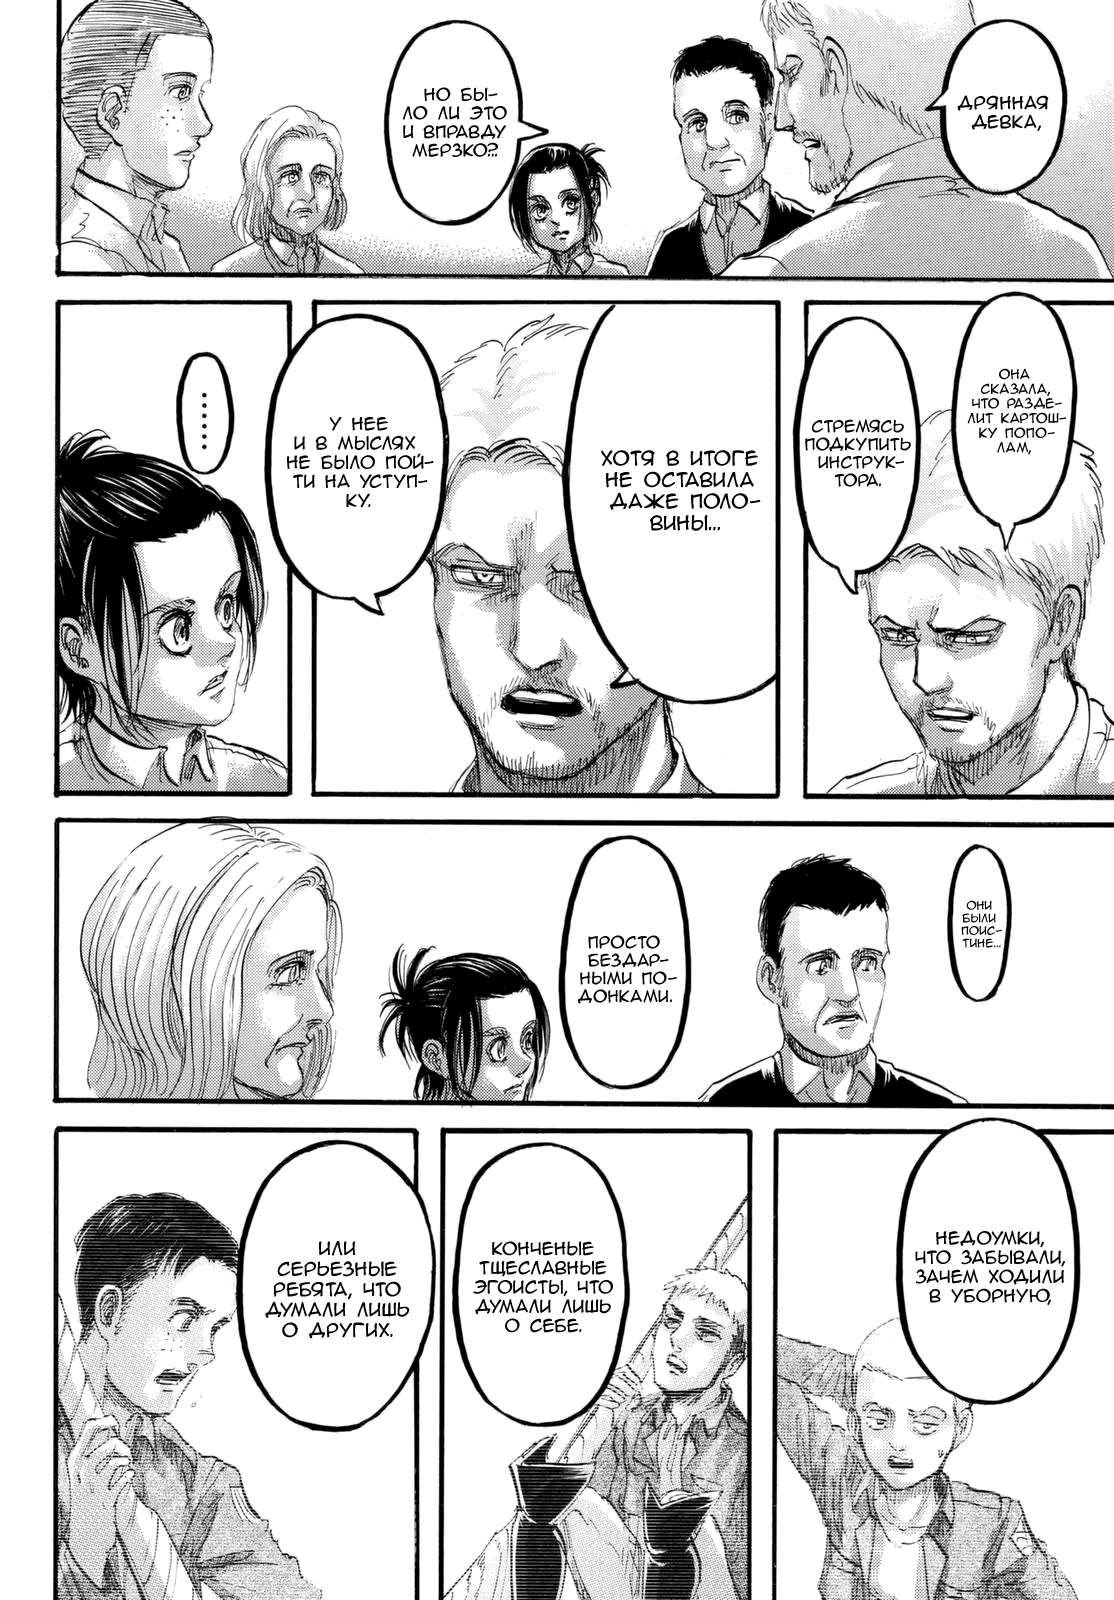 ДРЯННАЯ
ДЕВКА,
НО БЫ-
ЛО ЛИ ЭТО
И ВПРАВДУ
МЕРЗКО?..
ОНА
СКАЗАЛА,
ЧТО РАЗДЕ-
ЛИТ КАРТОШ-
КУ ПОПО-
ЛАМ,
СТРЕМЯСЬ
ПОДКУПИТЬ
ИНСТРУК-
ТОРА.
ХОТЯ В ИТОГЕ
НЕ ОСТАВИЛА
ДАЖЕ ПОЛО-
ВИНЫ...
У НЕЕ
И В МЫСЛЯХ
НЕ БЫЛО ПОЙ-
ТИ НА УСТУП-
КУ.
......
ОНИ
БЫЛИ
ПОИС-
ТИНЕ...
ПРОСТО
БЕЗДАР-
НЫМИ ПО-
ДОНКАМИ.
НЕДОУМКИ,
ЧТО ЗАБЫВАЛИ,
ЗАЧЕМ ХОДИЛИ
В УБОРНУЮ,
КОНЧЕНЫЕ
ТЩЕСЛАВНЫЕ
ЭГОИСТЫ, ЧТО
ДУМАЛИ ЛИШЬ
О СЕБЕ.
ИЛИ
СЕРЬЕЗНЫЕ
РЕБЯТА, ЧТО
ДУМАЛИ ЛИШЬ
О ДРУГИХ.